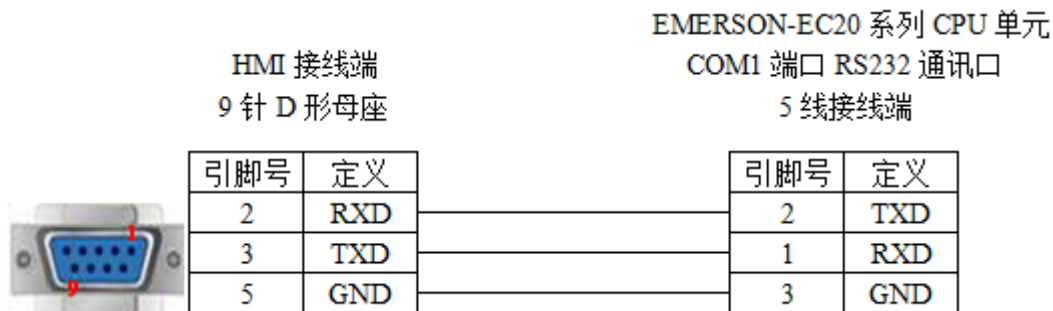 EMERSON-EC20 系列 CPU 单元
HMI 接线端
COM1 端口 RS232 通讯口
9 针 D 形母座
5 线接线端
引脚号 定义 引脚号 定义
2 RXD 2 TXD
3 TXD 1 RXD
5 GND 3 GND
1
9